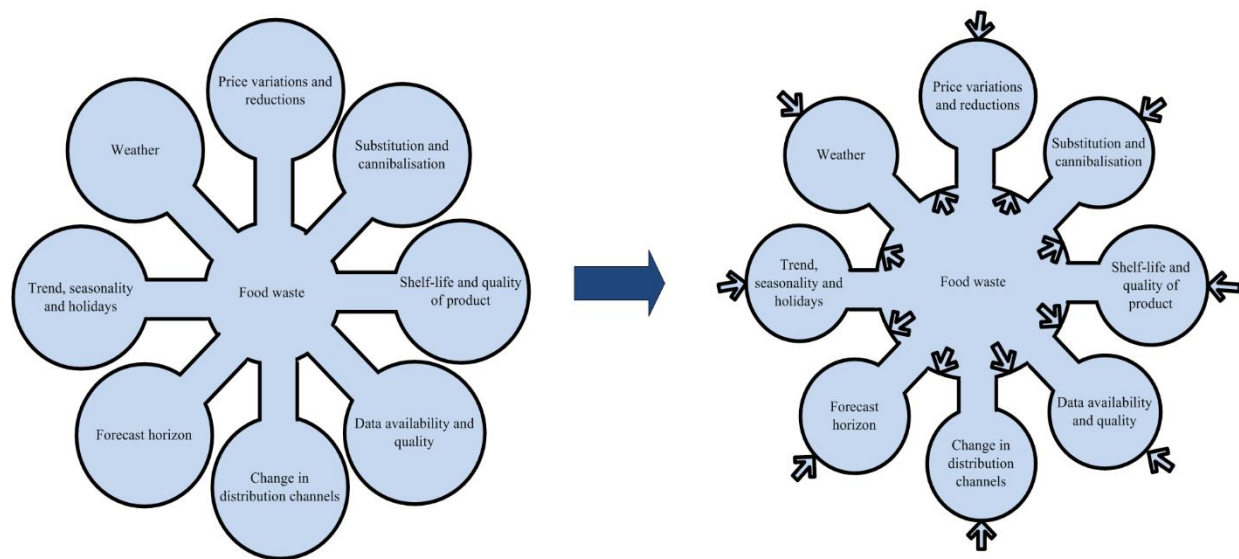 Price variations and
reductions
Weather
Substitution and
cannibalisation
Trend, seasonality
and holidays
Food waste
Shelf-life and quality
of product
Forecast horizon
Data availability and
quality
Change in
distribution channels
Price variations
and reductions
Weather
Substitution and
cannibalisation
Trend,
seasonality and
holidays
Food waste
Shelf-life and
quality of
product
Forecast
horizon
Data availability
and quality
Change in
distribution
channels